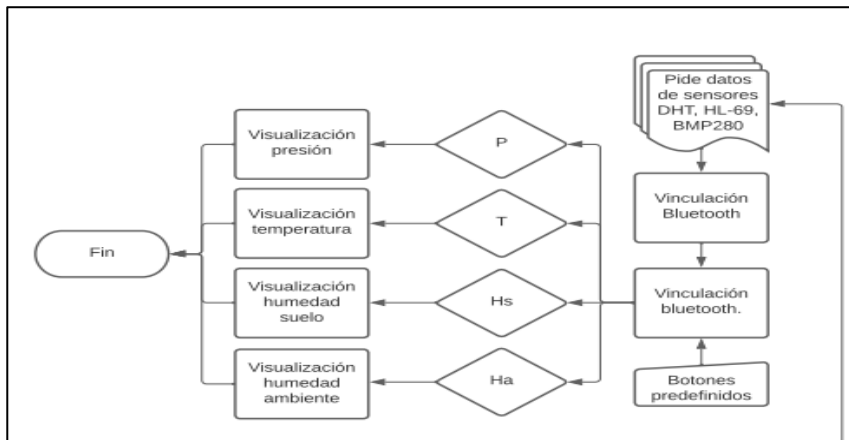 Pide datos
de sensores
DHT, HL-69,
BMP280
Visualización
presión
P
Vinculación
Bluetooth
Visualización
temperatura
T
Fin
Visualización
humedad
suelo
Hs
Vinculación
bluetooth.
Visualización
humedad
ambiente
Ha
Botones
predefinidos